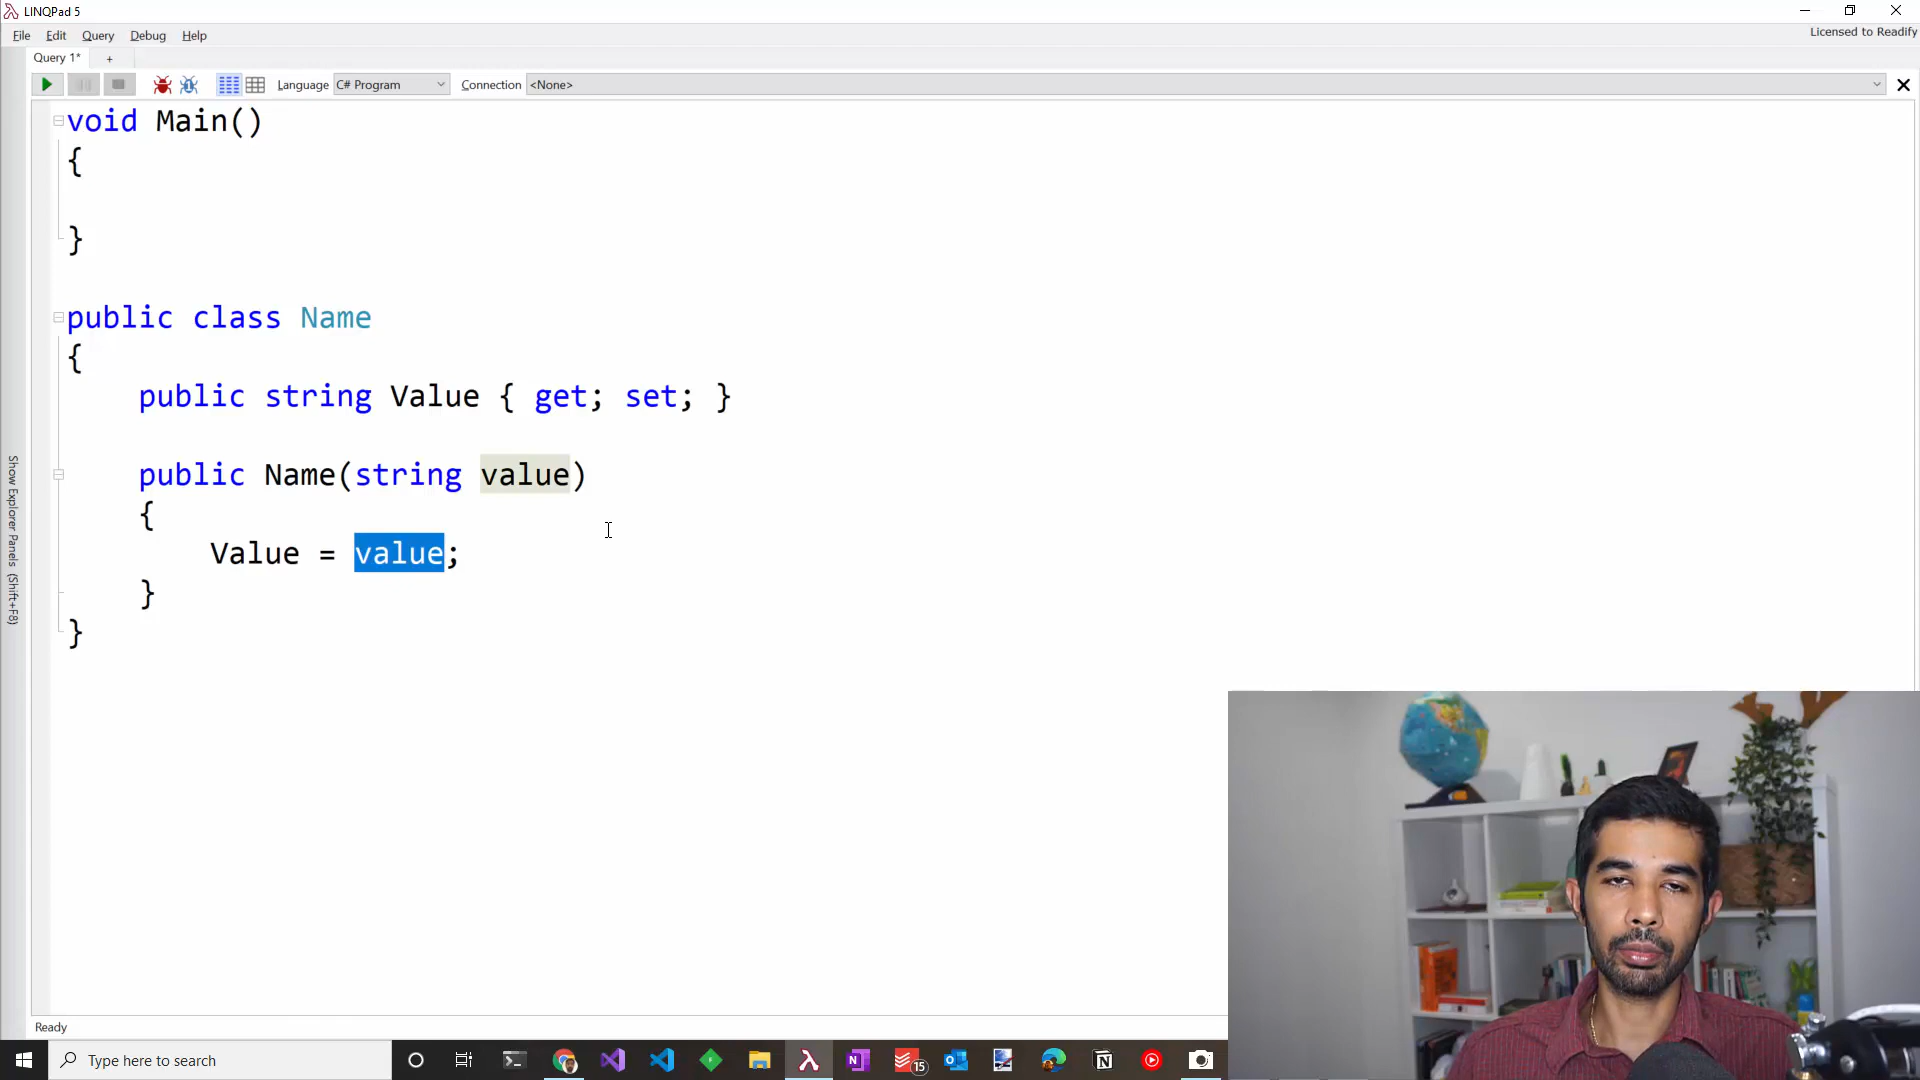 LINQPad 5
File Edit Query Debug Help
Licensed to Readify
Query 1* +
Language C# Program Connection <None>
void Main()
{
}
public class Name
{
public string Value { get; set; }
public Name(string value)
{
Value = value;
}
}
Show Explorer Panels (Shift+F8)
Ready
Type here to search
15